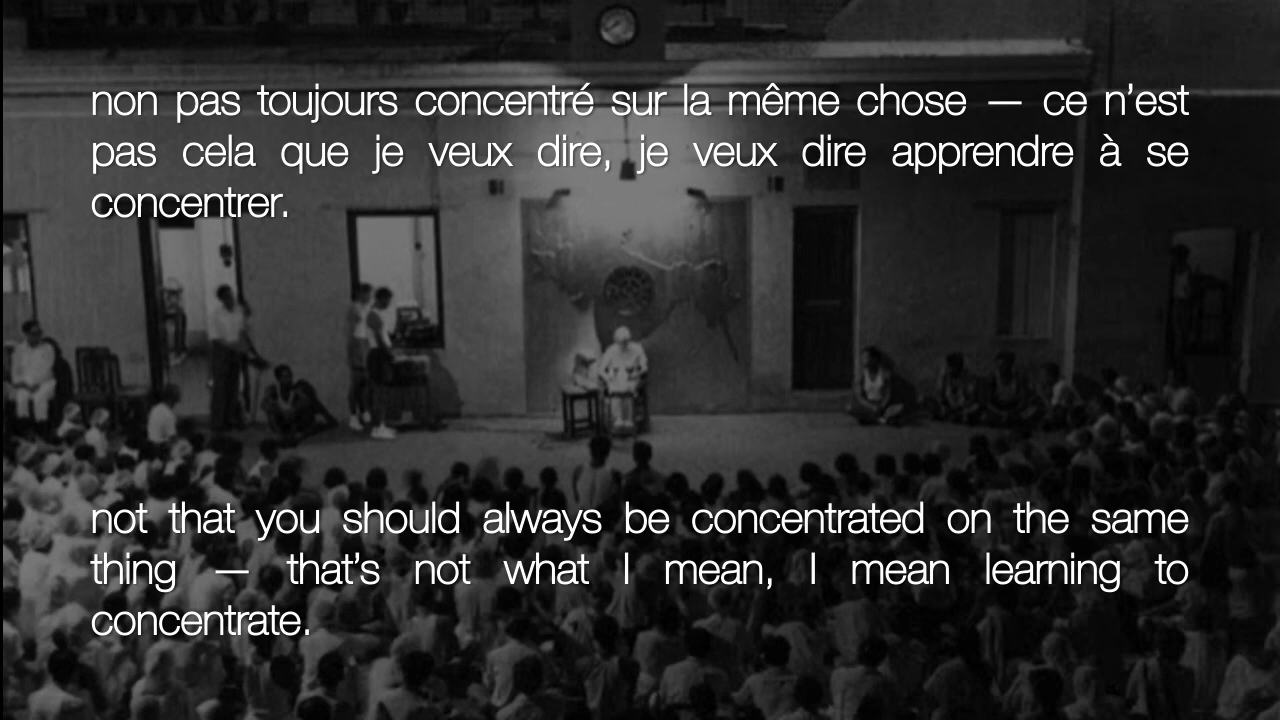 non pas toujours concentré sur la même chose — ce n’est
pas cela que je veux dire, je veux dire apprendre à se
concentrer.
not that you should always be concentrated on the same
thing — that’s not what I mean, I mean learning to
concentrate.